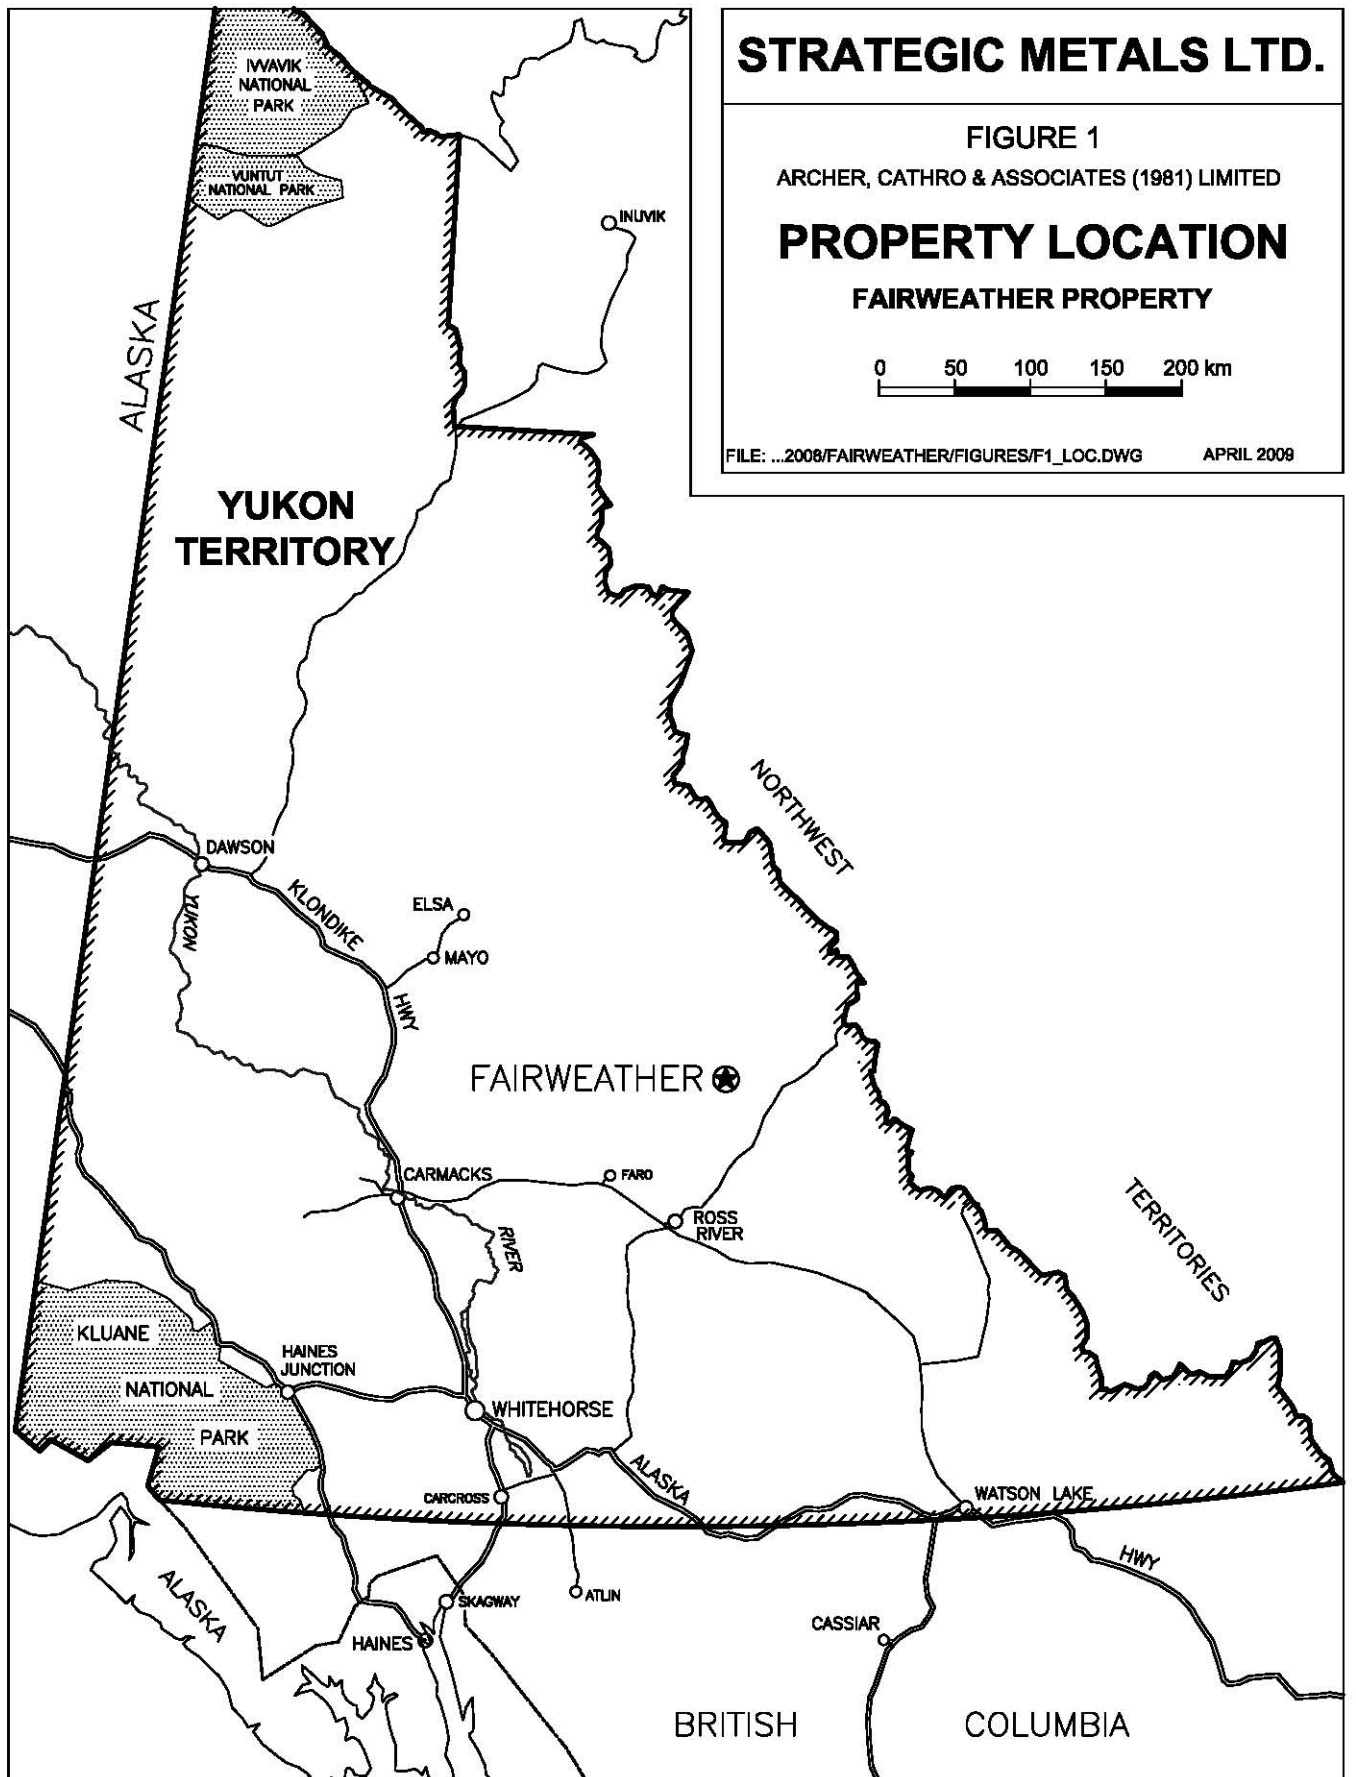 STRATEGIC METALS LTD.
FIGURE 1
ARCHER, CATHRO & ASSOCIATES (1981) LIMITED
PROPERTY LOCATION
FAIRWEATHER PROPERTY
0 50 100 150 200 km
FILE: ...2008/FAIRWEATHER/FIGURES/F1_LOC.DWG APRIL 2009
IVVAVIK
NATIONAL
PARK
VUNTUT
NATIONAL PARK
INUVIK
ALASKA
YUKON
TERRITORY
NORTHWEST
DAWSON
KLONDIKE
YUKON
ELSA
MAYO
HWY
FAIRWEATHER
CARMACKS
FARO
ROSS
RIVER
RIVER
TERRITORIES
KLUANE
NATIONAL
PARK
HAINES
JUNCTION
WHITEHORSE
ALASKA
CARCROSS
WATSON LAKE
HWY
ALASKA
SKAGWAY
ATLIN
HAINES
CASSIAR
BRITISH COLUMBIA